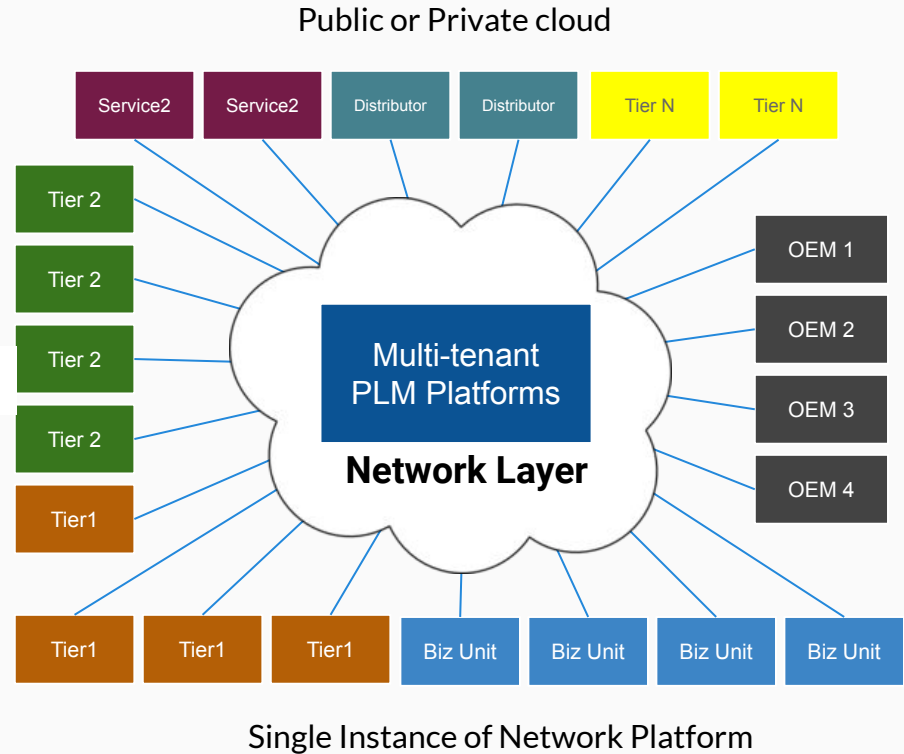 Public or Private cloud
Service2
Service2
Distributor
Distributor
Tier N
Tier N
Tier 2
Tier 2
Tier 2
Tier 2
Tier1
OEM 1
OEM 2
OEM 3
OEM 4
Multi-tenant
PLM Platforms
Network Layer
Tier1
Tier1
Tier1
Biz Unit
Biz Unit
Biz Unit
Biz Unit
Single Instance of Network Platform